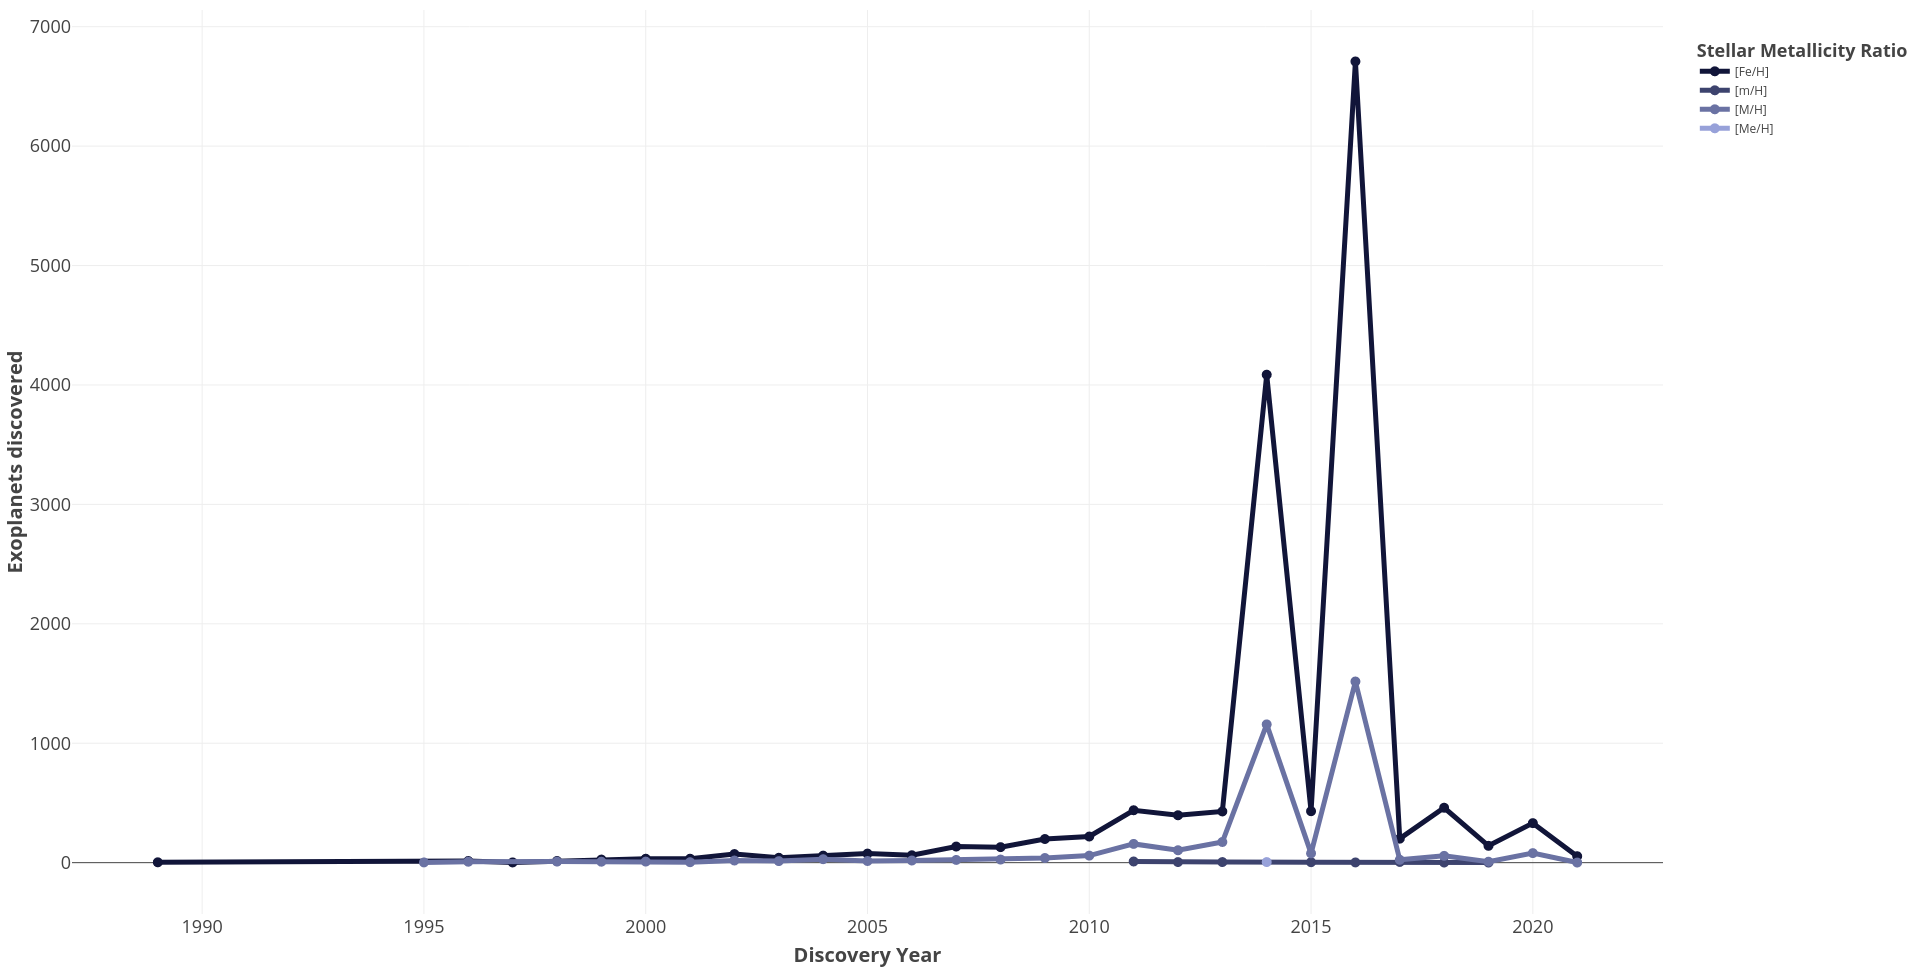 7000
6000
5000
4000
3000
2000
1000
0
Exoplanets discovered
1990
1995
2000
2005
2010
2015
2020
Discovery Year
Stellar Metallicity Ratio
[Fe/H]
[m/H]
[M/H]
[Me/H]